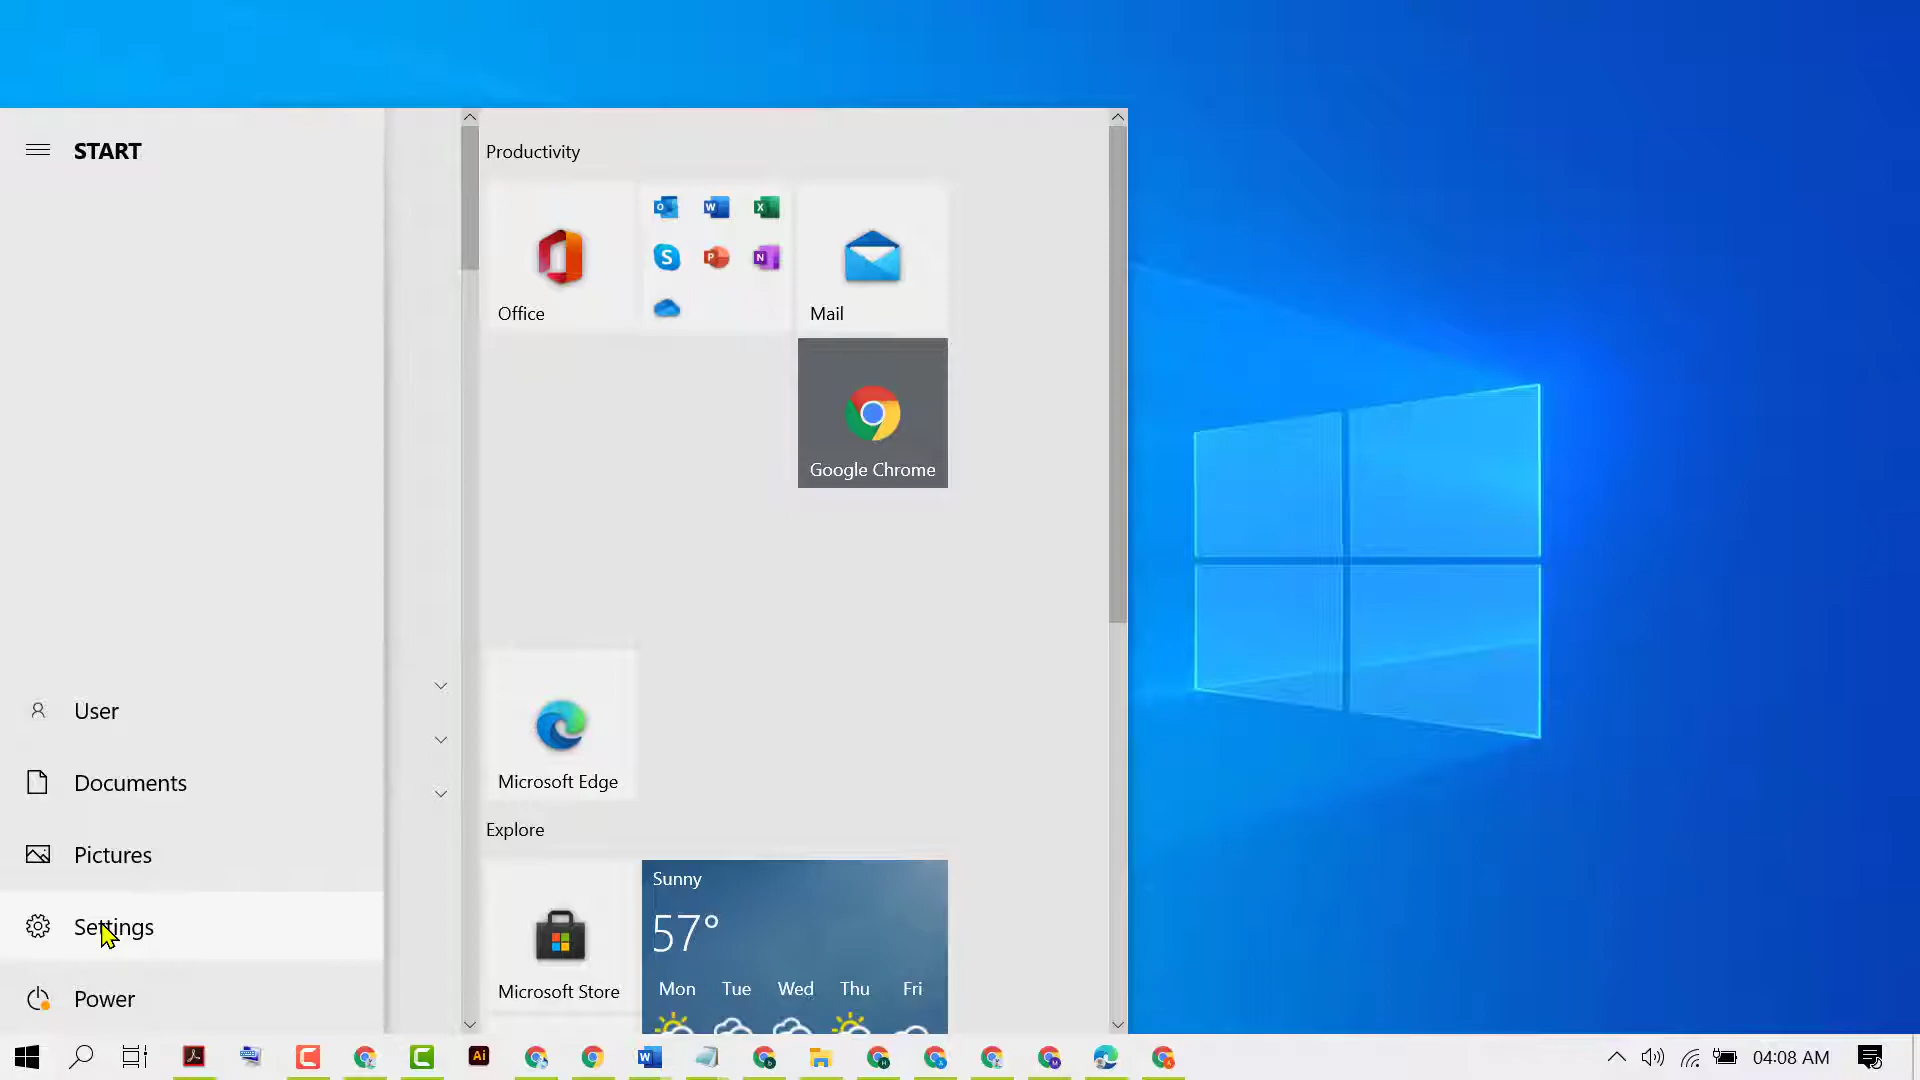 START
User
Documents
Pictures
Settings
Power
Productivity
Office
Mail
Google Chrome
Microsoft Edge
Explore
Microsoft Store
Sunny
57°
Mon Tue Wed Thu Fri
04:08 AM